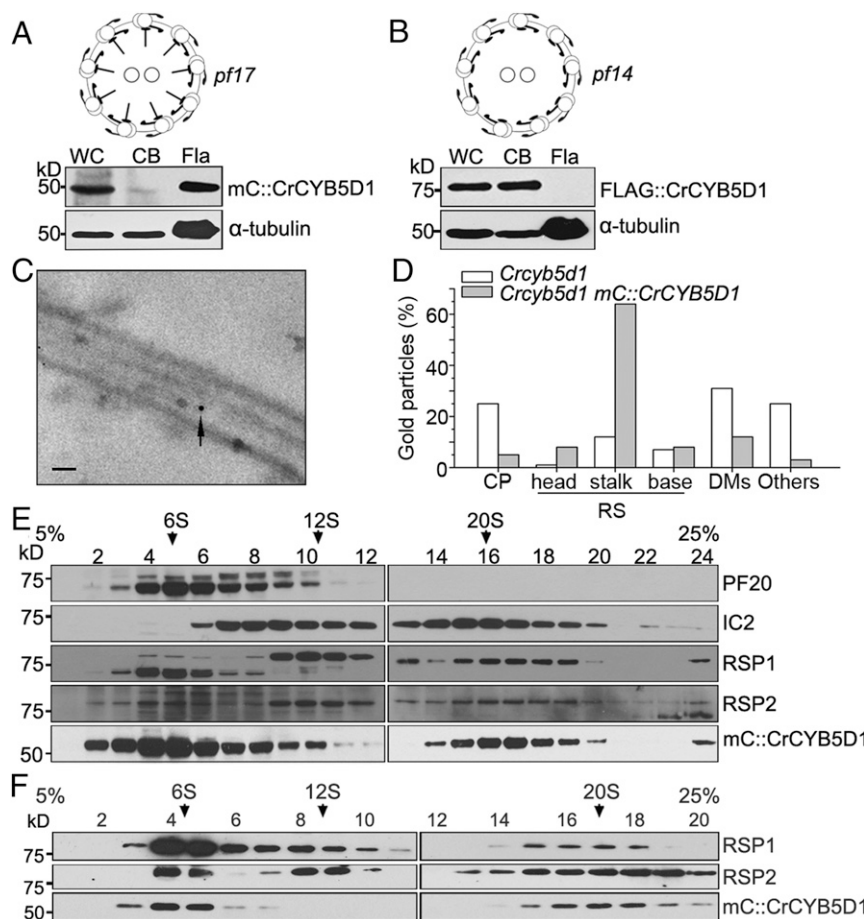 A
pf17
WC CB Fla
kD
50
mC::CrCYB5D1
50
α-tubulin
B
pf14
WC CB Fla
kD
75
FLAG::CrCYB5D1
50
α-tubulin
C
D
Crcyb5d1
Crcyb5d1 mC::CrCYB5D1
Gold particles (%)
60
40
20
0
CP head stalk base DMs Others
RS
E
5% 6S 12S 20S 25%
kD 2 4 6 8 10 12 14 16 18 20 22 24
75 PF20
75 IC2
75 RSP1
75 RSP2
50 mC::CrCYB5D1
F
5% 6S 12S 20S 25%
kD 2 4 6 8 10 12 14 16 18 20
75 RSP1
75 RSP2
50 mC::CrCYB5D1